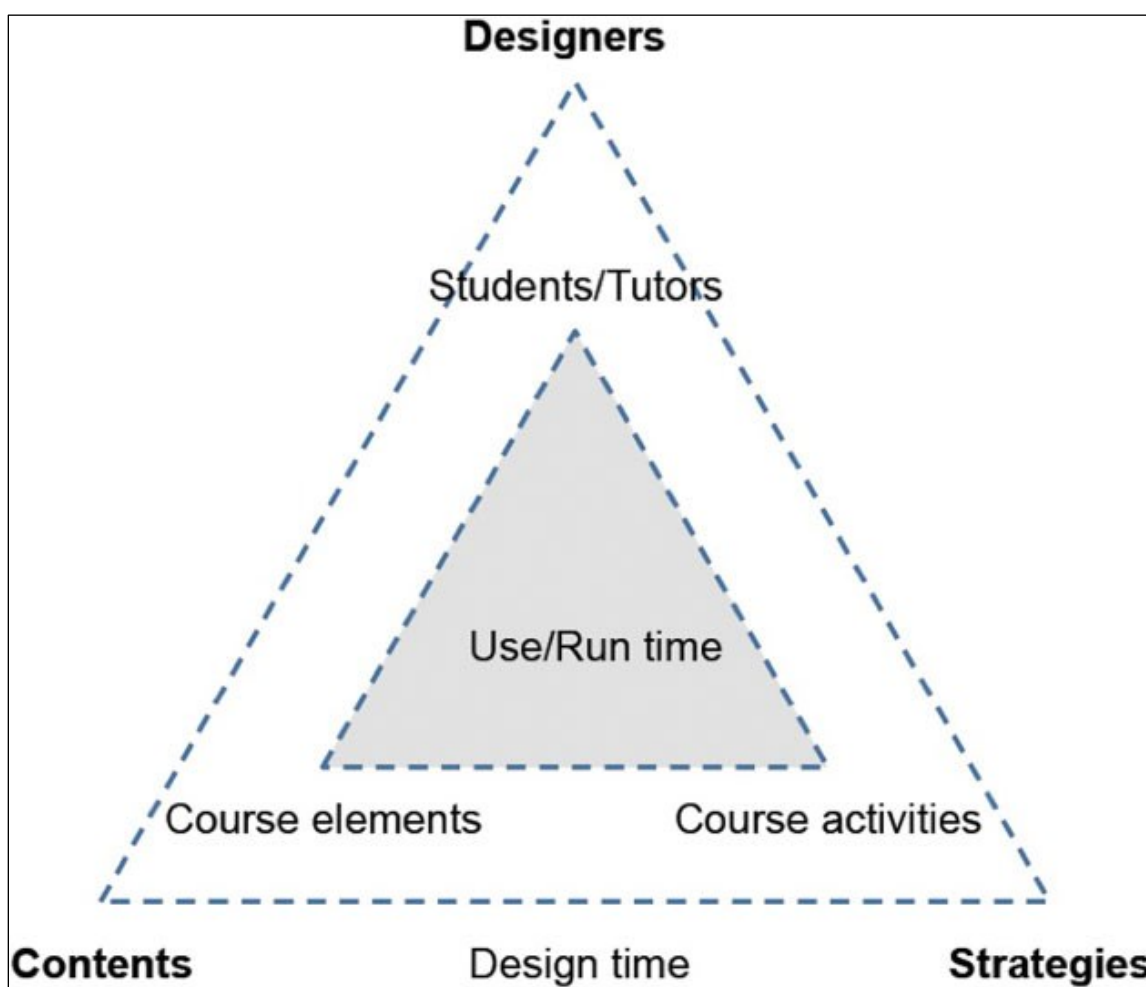 Designers
Students/Tutors
Use/Run time
Course elements
Course activities
Contents
Design time
Strategies